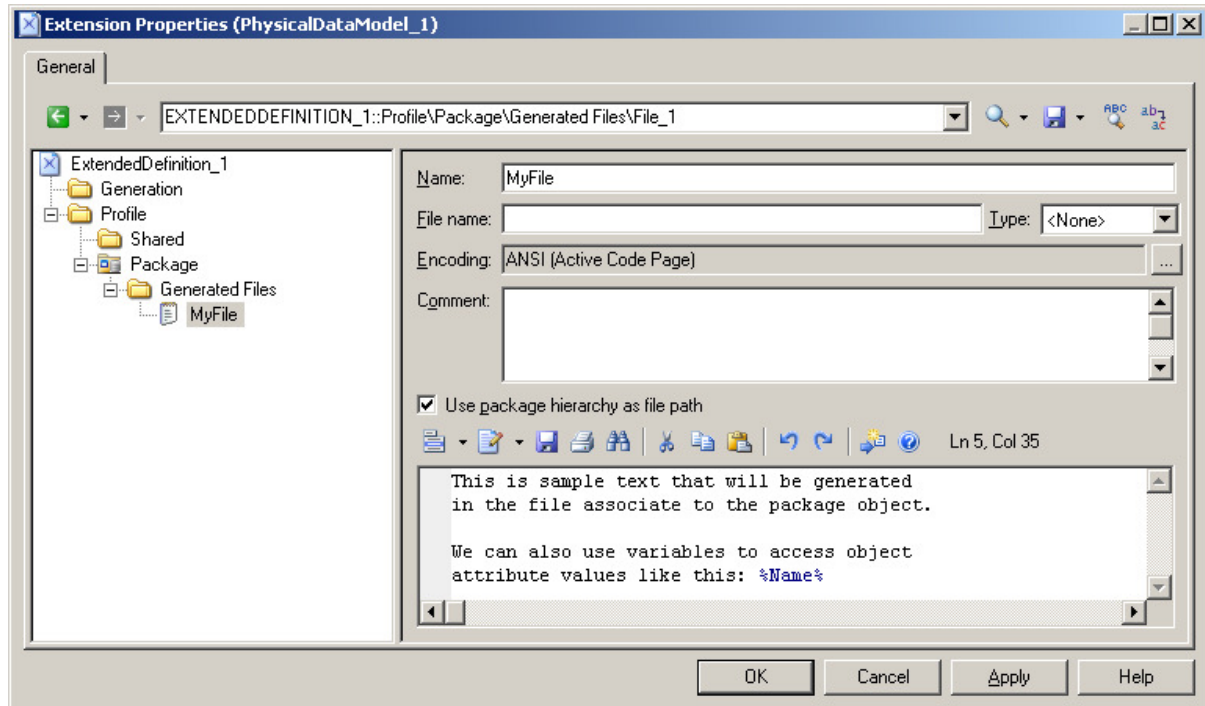 Extension Properties (PhysicalDataModel_1)
General
EXTENDEDDEFINITION_1::Profile\Package\Generated Files\File_1
ABC
ab
ac
ExtendedDefinition_1
Generation
Profile
Shared
Package
Generated Files
MyFile
Name: MyFile
File name: Type: <None>
Encoding: ANSI (Active Code Page) ...
Comment:
Use package hierarchy as file path
Ln 5, Col 35
This is sample text that will be generated
in the file associate to the package object.
We can also use variables to access object
attribute values like this: %Name%
OK Cancel Apply Help